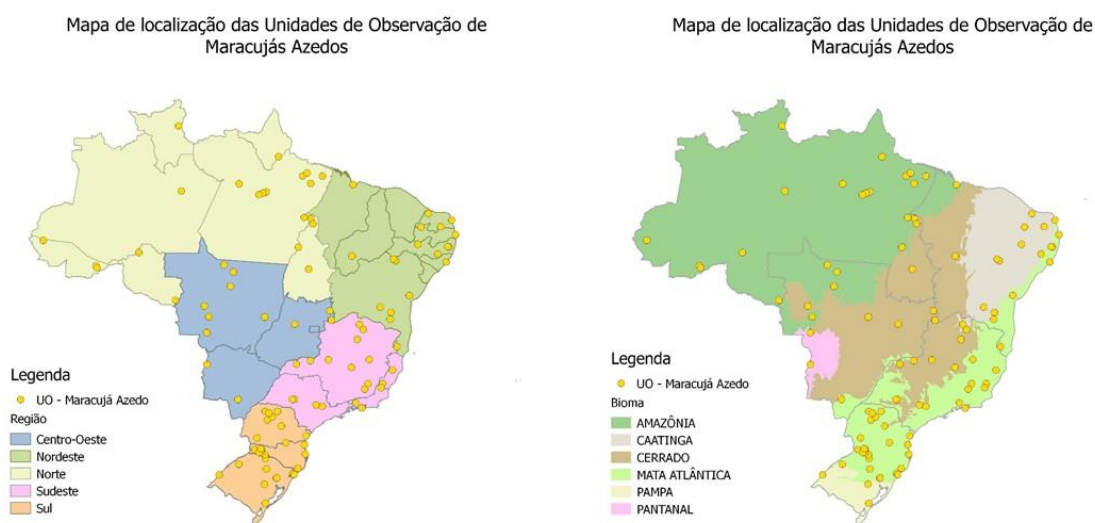 Mapa de localização das Unidades de Observação de
Maracujás Azedos
Legenda
UO - Maracujá Azedo
Região
Centro-Oeste
Nordeste
Norte
Sudeste
Sul
Mapa de localização das Unidades de Observação de
Maracujás Azedos
Legenda
UO - Maracujá Azedo
Bioma
AMAZÔNIA
CAATINGA
CERRADO
MATA ATLÂNTICA
PAMPA
PANTANAL